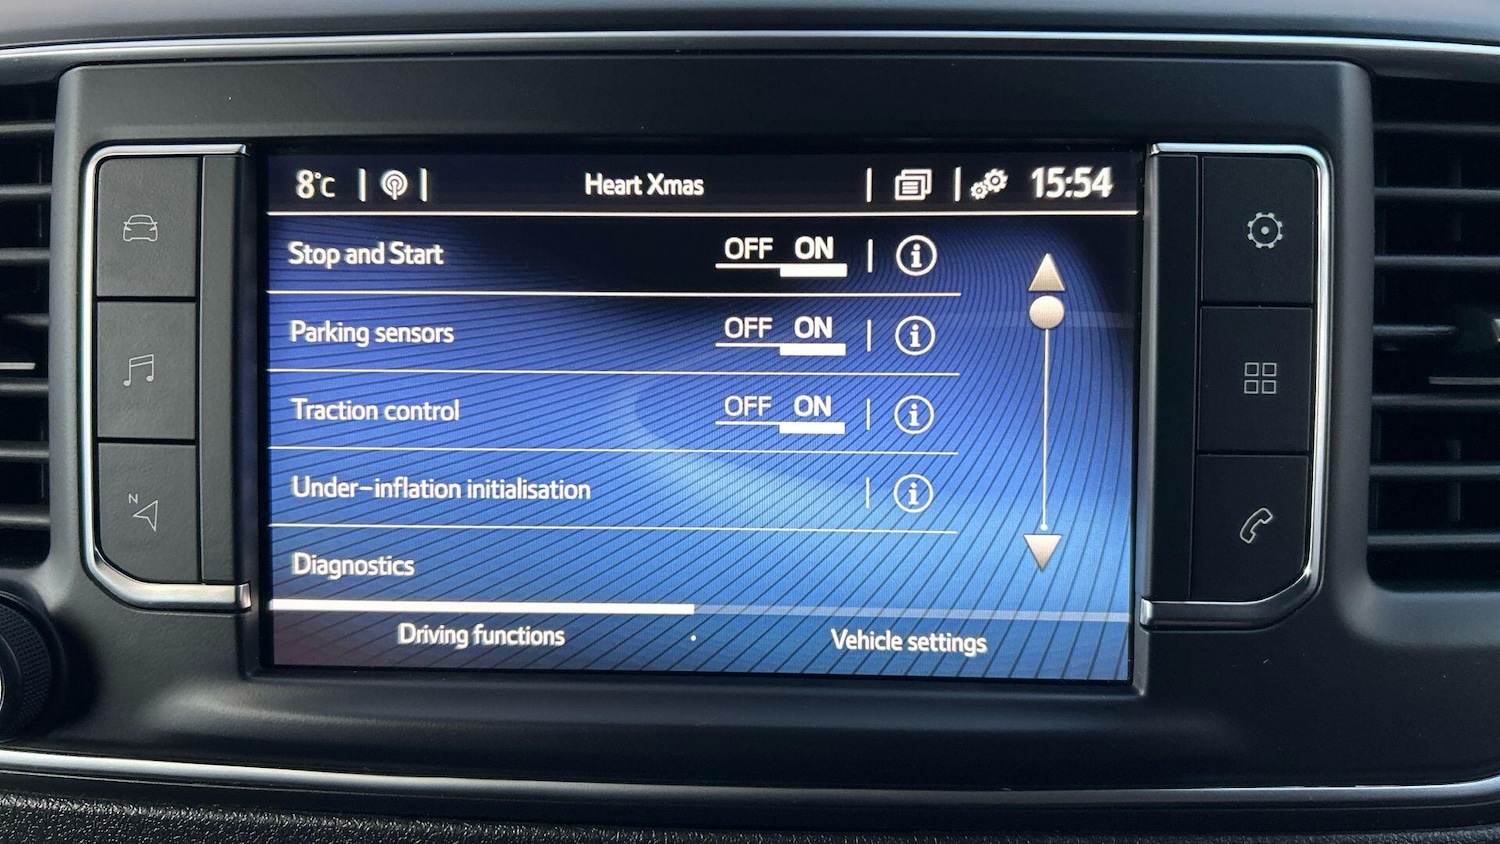 8°C Heart Xmas 15:54
Stop and Start OFF ON
Parking sensors OFF ON
Traction control OFF ON
Under-inflation initialisation
Diagnostics
Driving functions Vehicle settings
N